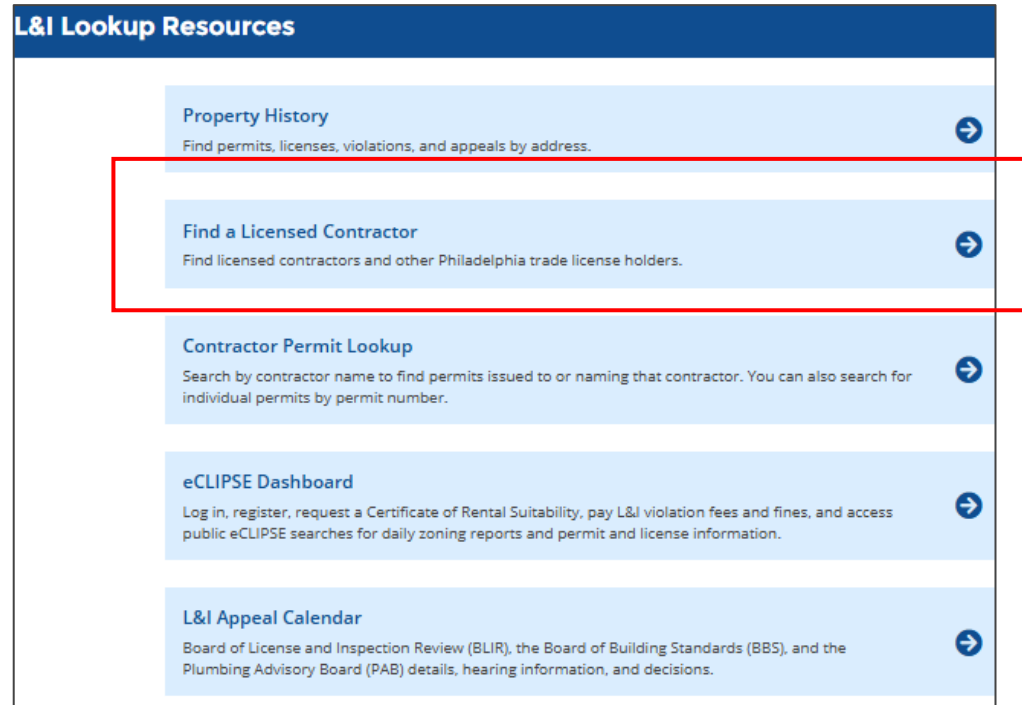 L&I Lookup Resources
Property History
Find permits, licenses, violations, and appeals by address.
Find a Licensed Contractor
Find licensed contractors and other Philadelphia trade license holders.
Contractor Permit Lookup
Search by contractor name to find permits issued to or naming that contractor. You can also search for
individual permits by permit number.
eCLIPSE Dashboard
Log in, register, request a Certificate of Rental Suitability, pay L&I violation fees and fines, and access
public eCLIPSE searches for daily zoning reports and permit and license information.
L&I Appeal Calendar
Board of License and Inspection Review (BLIR), the Board of Building Standards (BBS), and the
Plumbing Advisory Board (PAB) details, hearing information, and decisions.